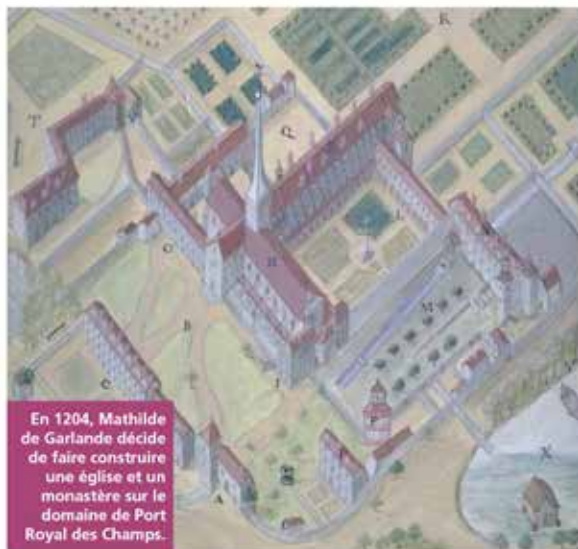 K
T
G
L
G
H
M
B
I
C
P
X
A
En 1204, Mathilde
de Garlande décide
de faire construire
une église et un
monastère sur le
domaine de Port
Royal des Champs.